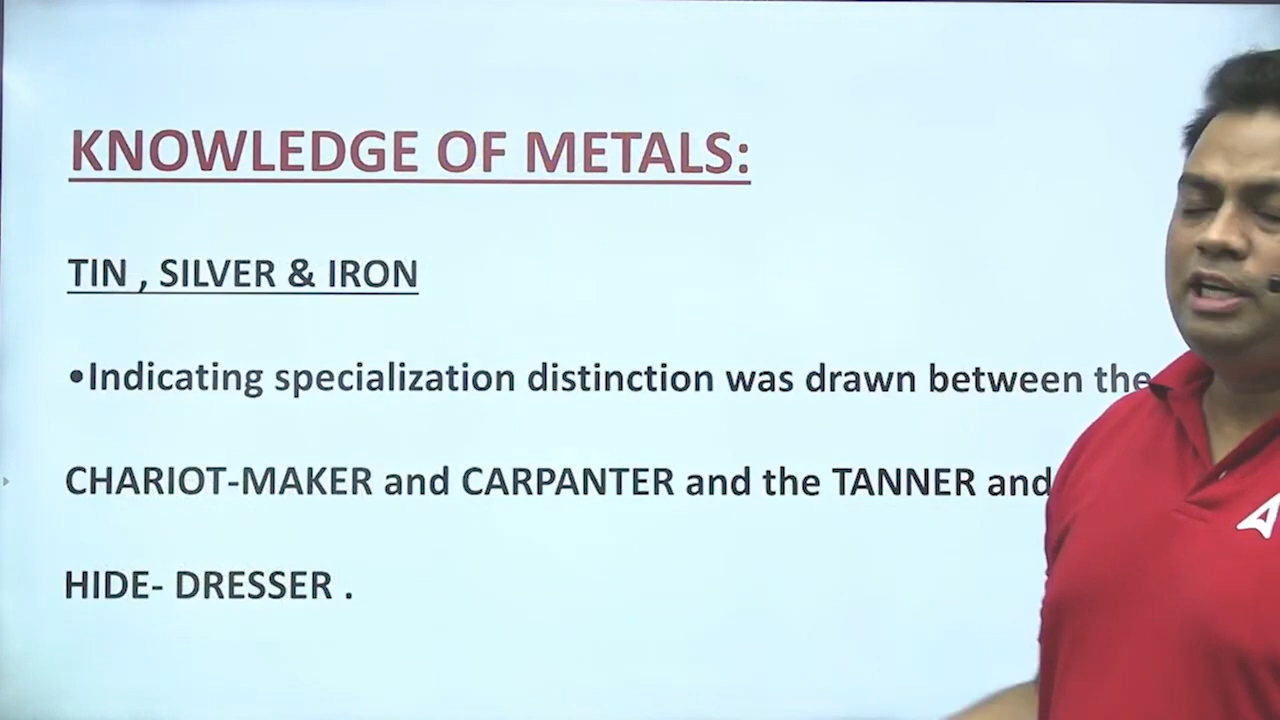 KNOWLEDGE OF METALS:
TIN , SILVER & IRON
•Indicating specialization distinction was drawn between the
CHARIOT-MAKER and CARPANTER and the TANNER and
HIDE- DRESSER .